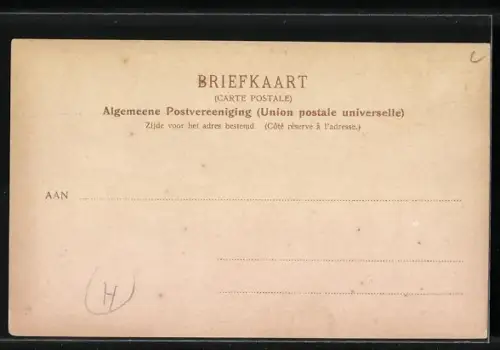 c
BRIEFKAART
(CARTE POSTALE)
Algemeene Postvereeniging (Union postale universelle)
Zijde voor het adres bestemd. (Côté réservé à l'adresse.)
AAN
(H)